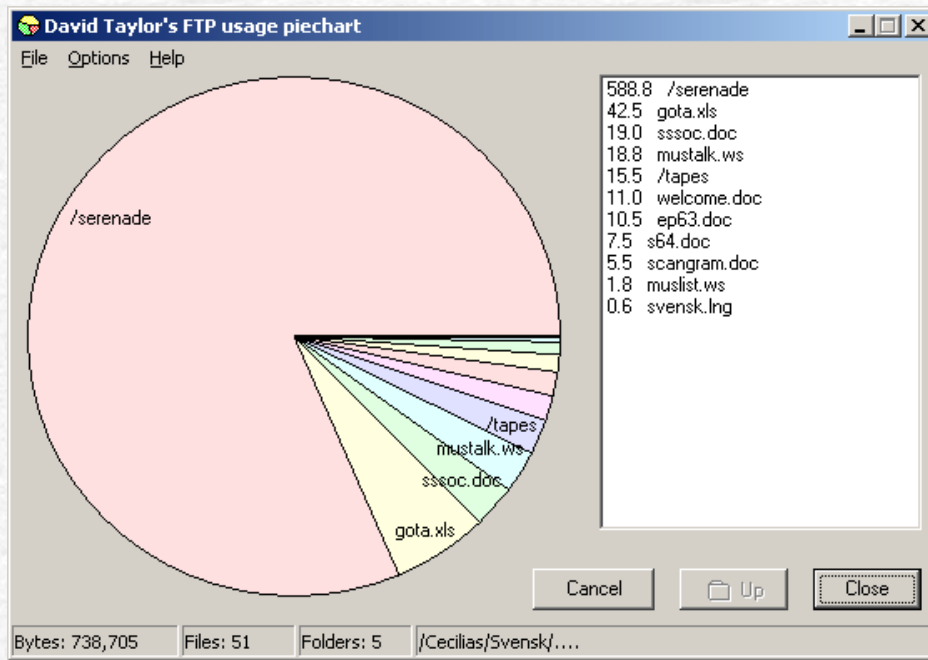 David Taylor's FTP usage piechart
File Options Help
588.8 /serenade
42.5 gota.xls
19.0 sssoc.doc
18.8 mustalk.ws
15.5 /tapes
11.0 welcome.doc
10.5 ep63.doc
7.5 s64.doc
5.5 scangram.doc
1.8 muslist.ws
0.6 svensk.lng
/serenade
/tapes
mustalk.ws
sssoc.doc
gota.xls
Cancel Up Close
Bytes: 738,705 Files: 51 Folders: 5 /Cecilias/Svensk/....